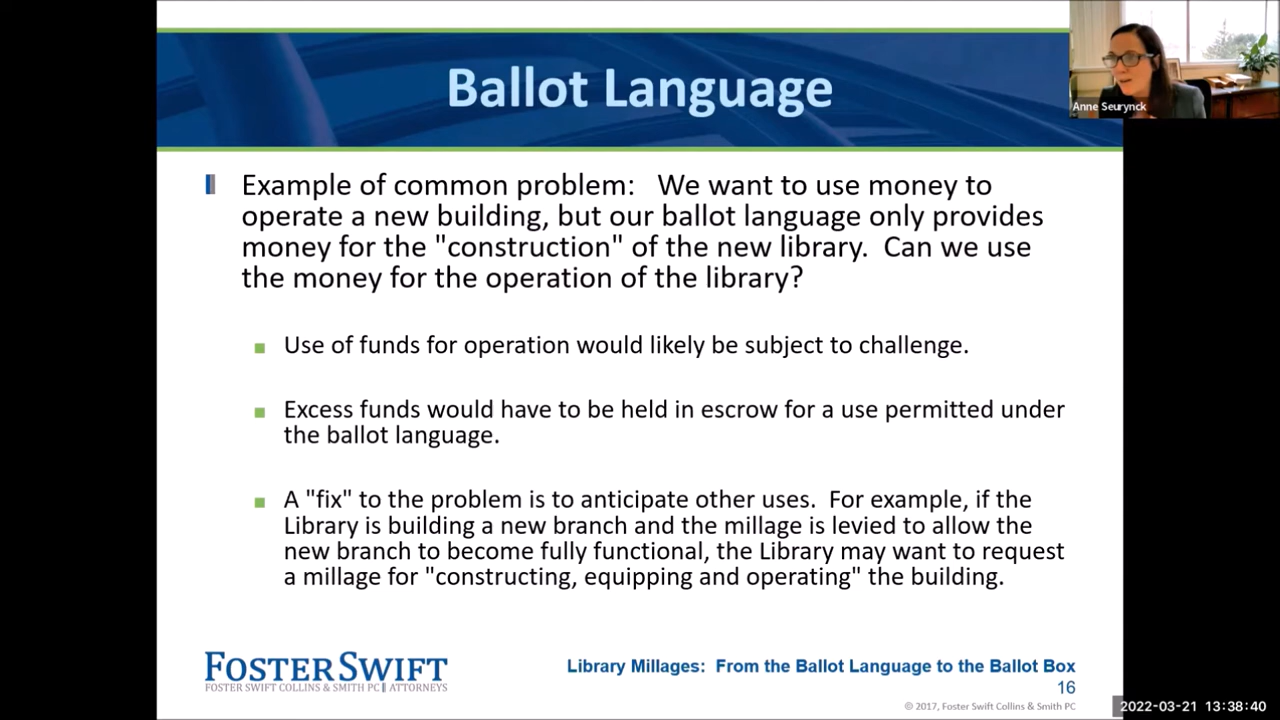 Ballot Language
Anne Seurynck
Example of common problem:   We want to use money to
operate a new building, but our ballot language only provides
money for the "construction" of the new library.  Can we use
the money for the operation of the library?
Use of funds for operation would likely be subject to challenge.
Excess funds would have to be held in escrow for a use permitted under
the ballot language.
A "fix" to the problem is to anticipate other uses.  For example, if the
Library is building a new branch and the millage is levied to allow the
new branch to become fully functional, the Library may want to request
a millage for "constructing, equipping and operating" the building.
FOSTER SWIFT
FOSTER SWIFT COLLINS & SMITH PC || ATTORNEYS
Library Millages:  From the Ballot Language to the Ballot Box
16
© 2017, Foster Swift Collins & Smith PC
2022-03-21 13:38:40